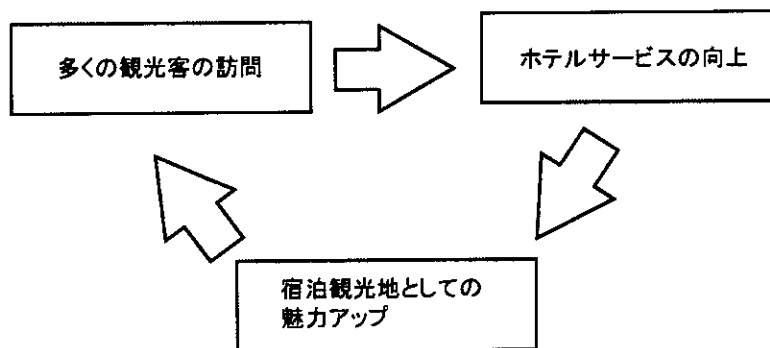 多くの観光客の訪問
ホテルサービスの向上
宿泊観光地としての
魅力アップ